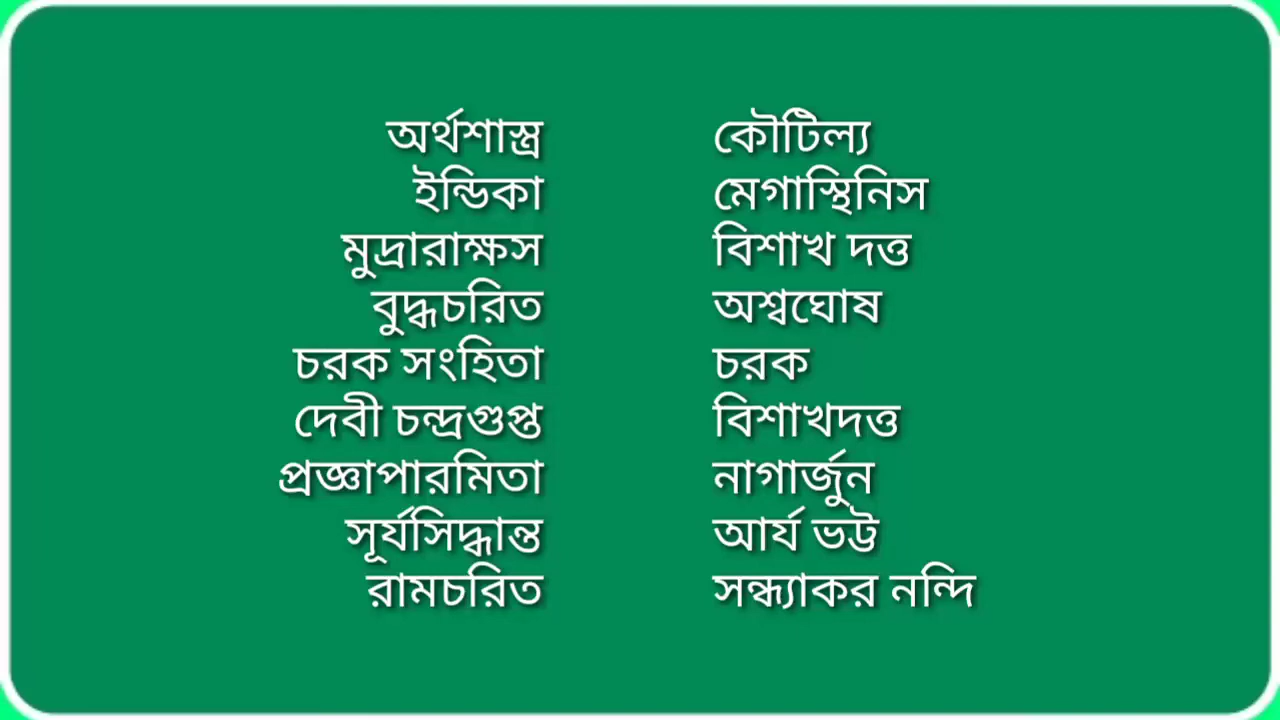 অর্থশাস্ত্র কৌটিল্য
ইন্ডিকা মেগাস্থিনিস
মুদ্রারাক্ষস বিশাখ দত্ত
বুদ্ধচরিত অশ্বঘোষ
চরক সংহিতা চরক
দেবী চন্দ্রগুপ্ত বিশাখদত্ত
প্রজ্ঞাপারমিতা নাগার্জুন
সূর্যসিদ্ধান্ত আর্য ভট্ট
রামচরিত সন্ধ্যাকর নন্দি